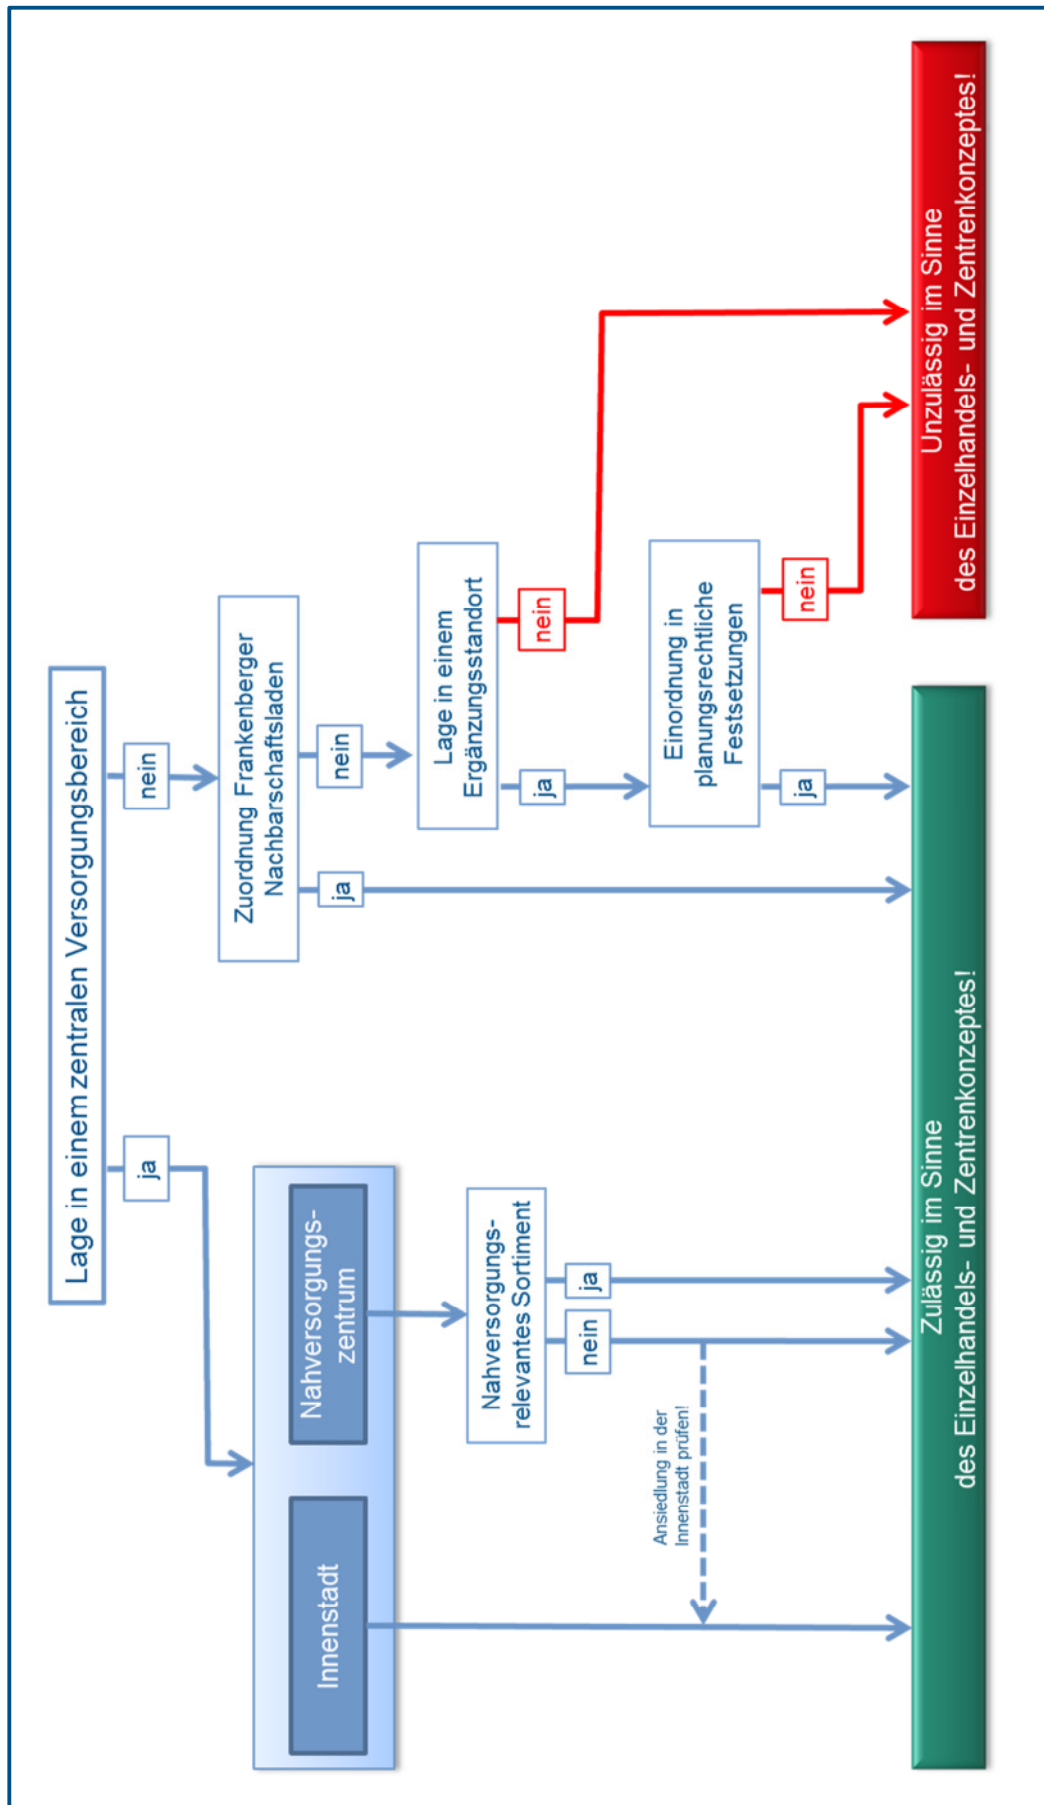 Lage in einem zentralen Versorgungsbereich
ja
nein
Innenstadt
Nahversorgungs-
zentrum
Zuordnung Frankenberger
Nachbarschaftsladen
ja
nein
Nahversorgungs-
relevantes Sortiment
nein
ja
Lage in einem
Ergänzungsstandort
ja
nein
Ansiedlung in der
Innenstadt prüfen!
Einordnung in
planungsrechtliche
Festsetzungen
ja
nein
Zulässig im Sinne
des Einzelhandels- und Zentrenkonzeptes!
Unzulässig im Sinne
des Einzelhandels- und Zentrenkonzeptes!